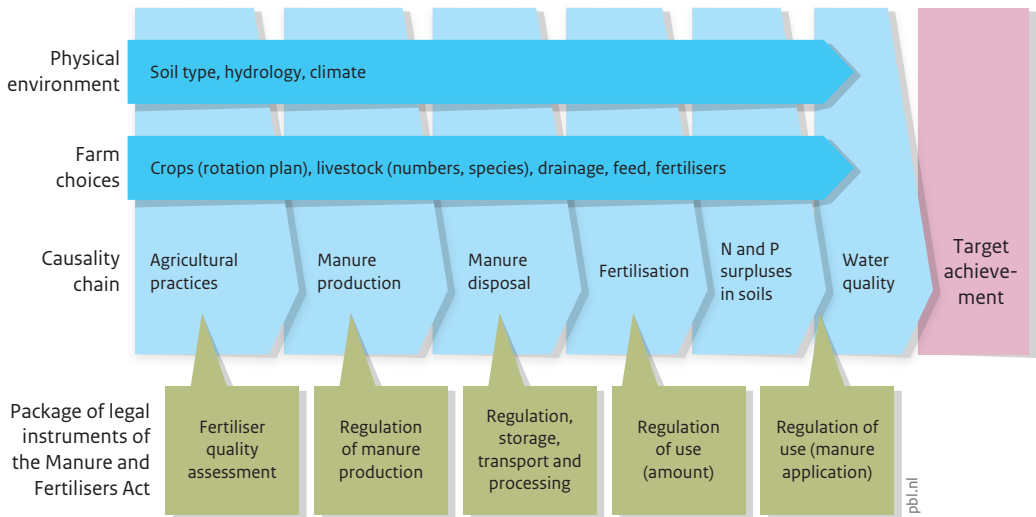 Physical
environment
Soil type, hydrology, climate
Farm
choices
Crops (rotation plan), livestock (numbers, species), drainage, feed, fertilisers
Causality
chain
Agricultural
practices
Manure
production
Manure
disposal
Fertilisation
N and P
surpluses
in soils
Water
quality
Target
achieve-
ment
Package of legal
instruments of
the Manure and
Fertilisers Act
Fertiliser
quality
assessment
Regulation
of manure
production
Regulation,
storage,
transport and
processing
Regulation
of use
(amount)
Regulation of
use (manure
application)
pbl.nl